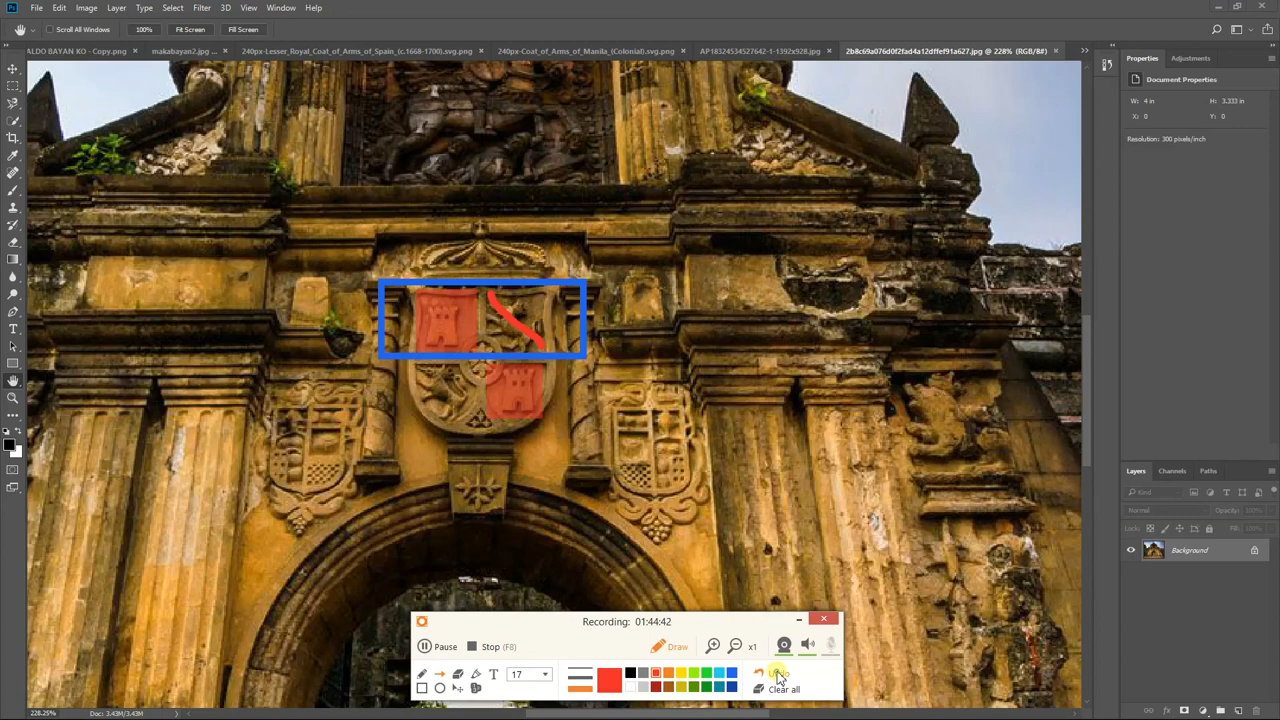 Ps File Edit Image Layer Type Select Filter 3D View Window Help
Scroll All Windows 100% Fit Screen Fill Screen
ALDO BAYAN KO - Copy.png × makabayan2.jpg ... × 240px-Lesser_Royal_Coat_of_Arms_of_Spain_(c.1668-1700).svg.png × 240px-Coat_of_Arms_of_Manila_(Colonial).svg.png × AP18324534527642-1-1392x928.jpg × 2b8c69a076d0f2fad4a12dffef91a627.jpg @ 228% (RGB/8#) ×
Properties Adjustments
Document Properties
W: 4 in H: 3.333 in
X: 0 Y: 0
Resolution: 300 pixels/inch
Layers Channels Paths
Kind
Normal Opacity: 100%
Lock: Fill: 100%
Background
Recording: 01:44:42
Pause Stop (F8) Draw x1
T 17 Undo
Clear all
228.25% Doc: 3.43M/3.43M